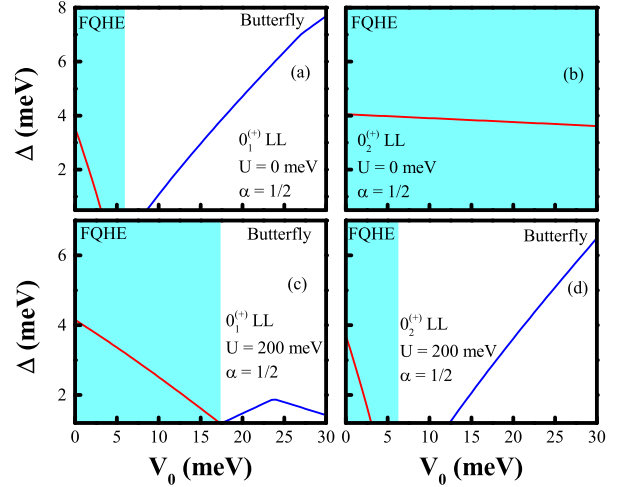 8
6
4
2
Δ (meV)
FQHE
Butterfly
(a)
0₁⁽⁺⁾ LL
U = 0 meV
α = 1/2
FQHE
(b)
0₂⁽⁺⁾ LL
U = 0 meV
α = 1/2
6
4
2
Δ (meV)
FQHE
Butterfly
(c)
0₁⁽⁺⁾ LL
U = 200 meV
α = 1/2
0 5 10 15 20 25 30
V₀ (meV)
FQHE
Butterfly
(d)
0₂⁽⁺⁾ LL
U = 200 meV
α = 1/2
0 5 10 15 20 25 30
V₀ (meV)